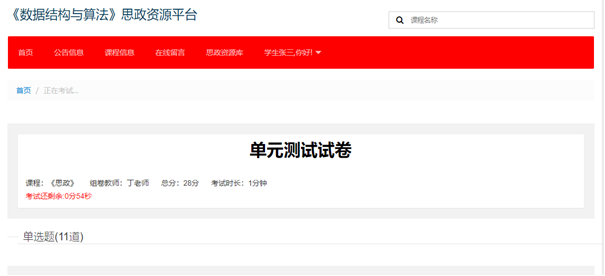 《数据结构与算法》思政资源平台
课程名称
首页 公告信息 课程信息 在线留言 思政资源库 学生张三,你好!
首页 / 正在考试...
单元测试试卷
课程：《思政》 组卷教师：丁老师 总分：28分 考试时长：1分钟
考试还剩余:0分54秒
单选题(11道)